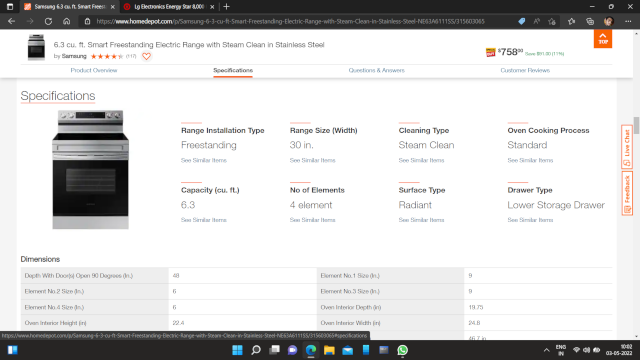 Samsung 6.3 cu. ft. Smart Freest
Lg Electronics Energy Star 8,000
https://www.homedepot.com/p/Samsung-6-3-cu-ft-Smart-Freestanding-Electric-Range-with-Steam-Clean-in-Stainless-Steel-NE63A6111SS/315603065
6.3 cu. ft. Smart Freestanding Electric Range with Steam Clean in Stainless Steel
by Samsung (117)
$758.00 Save $91.00 (11%)
TOP
Product Overview Specifications Questions & Answers Customer Reviews
Specifications
Range Installation Type Range Size (Width) Cleaning Type Oven Cooking Process
Freestanding 30 in. Steam Clean Standard
See Similar Items See Similar Items See Similar Items See Similar Items
Capacity (cu. ft.) No of Elements Surface Type Drawer Type
6.3 4 element Radiant Lower Storage Drawer
See Similar Items See Similar Items See Similar Items See Similar Items
Live Chat
Feedback
Dimensions
Depth With Door(s) Open 90 Degrees (In.) 48 Element No.1 Size (In.) 9
Element No.2 Size (In.) 6 Element No.3 Size (In.) 9
Element No.4 Size (In.) 6 Oven Interior Depth (in) 19.75
Oven Interior Height (in) 22.4 Oven Interior Width (in) 24.8
46.7 in
https://www.homedepot.com/p/Samsung-6-3-cu-ft-Smart-Freestanding-Electric-Range-with-Steam-Clean-in-Stainless-Steel-NE63A6111SS/315603065#specifications
ENG
IN
10:02
03-05-2022